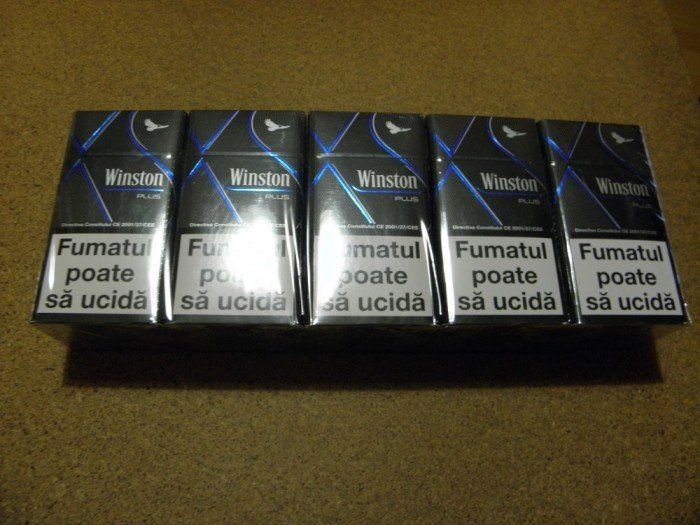 Winston
PLUS
Directiva Consiliului CE 2001/37/CEE
Fumatul
poate
să ucidă
Winston
PLUS
Fumatul
să ucidă
Winston
PLUS
Directiva Consiliului CE 2001/37/CEE
Fumatul
poate
să ucidă
Winston
PLUS
Directiva Consiliului CE 2001/37/CEE
Fumatul
poate
să ucidă
Winston
PLUS
Directiva Consiliului CE 2001/37/CEE
Fumatul
poate
să ucidă